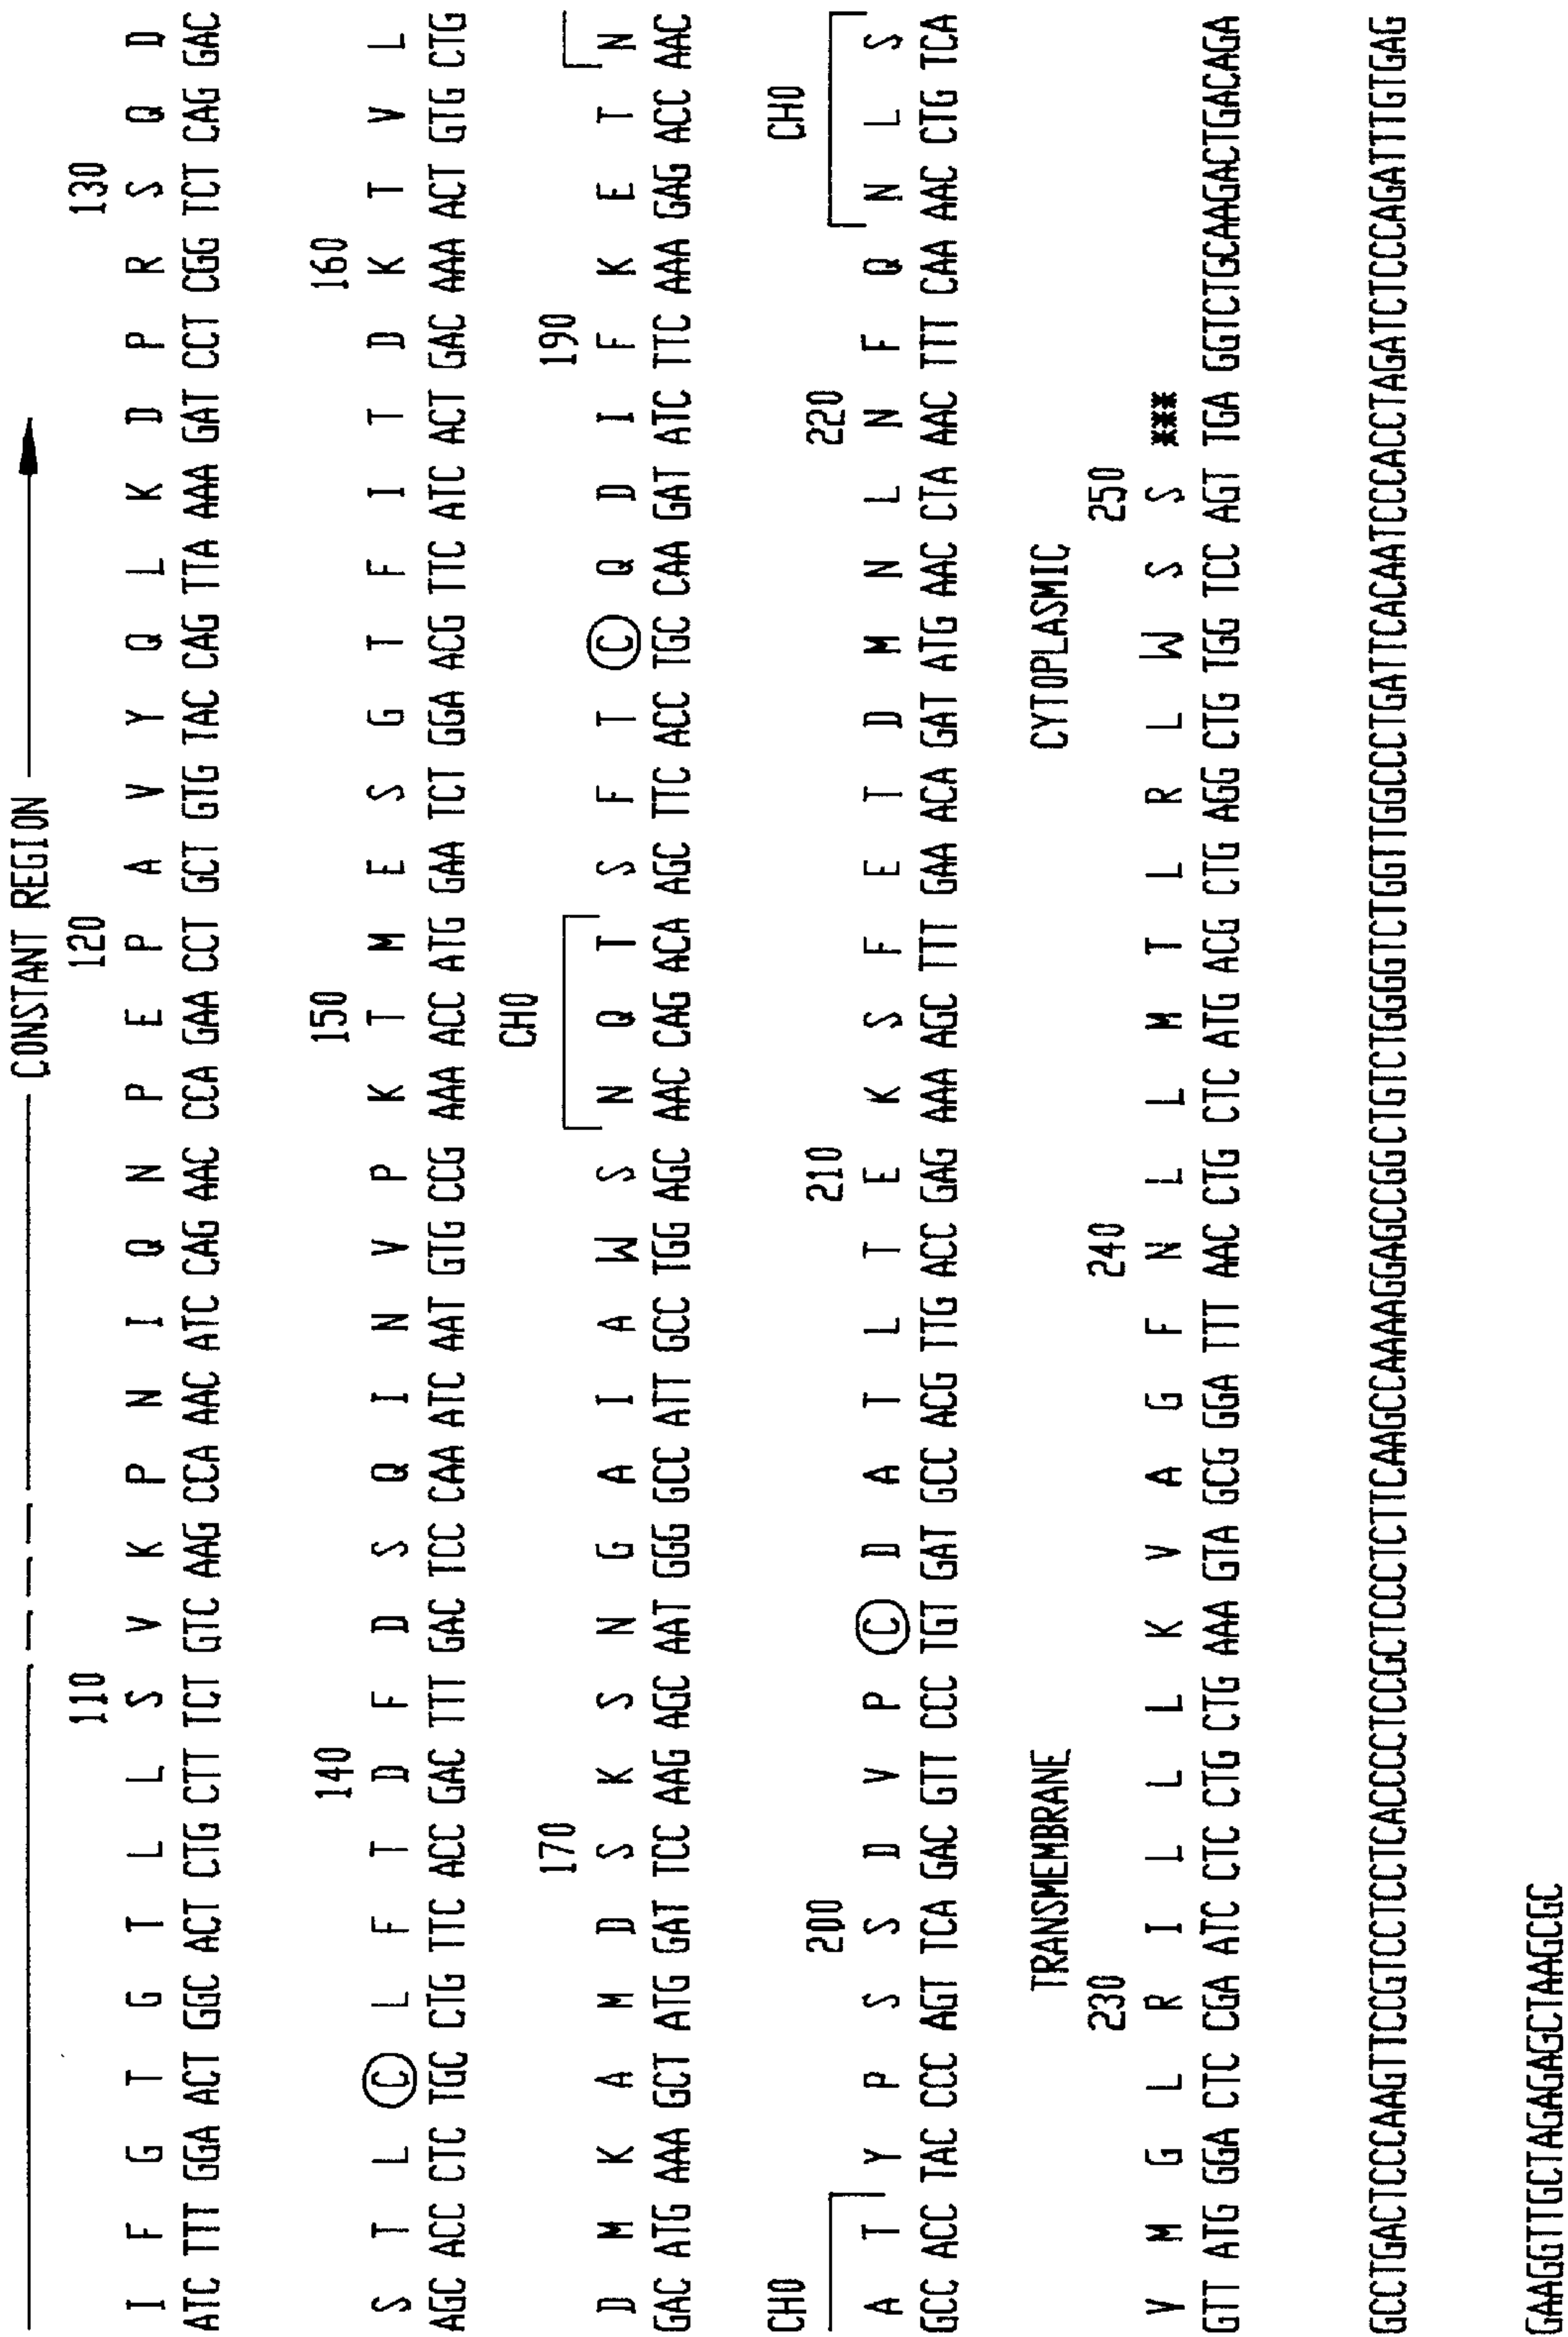 CONSTANT REGION
110 120 130
I F G T G T L L S V K P N I Q N P E P A V Y Q L K D P R S Q D
ATC TTT GGA ACT GGC ACT CTG CTT TCT GTC AAG CCA AAC ATC CAG AAC CCA GAA CCT GCT GTG TAC CAG TTA AAA GAT CCT CGG TCT CAG GAC
140 150 160
S T L C L F T D F D S Q I N V P K T M E S G T F I T D K T V L
AGC ACC CTC TGC CTG TTC ACC GAC TTT GAC TCC CAA ATC AAT GTG CCG AAA ACC ATG GAA TCT GGA ACG TTC ATC ACT GAC AAA ACT GTG CTG
CHO
170 190
D M K A M D S K S N G A I A W S N Q T S F T C Q D I F K E T N
GAC ATG AAA GCT ATG GAT TCC AAG AGC AAT GGG GCC ATT GCC TGG AGC AAC CAG ACA AGC TTC ACC TGC CAA GAT ATC TTC AAA GAG ACC AAC
CHO CHO
200 210 220
A T Y P S S D V P C D A T L T E K S F E T D M N L N F Q N L S
GCC ACC TAC CCC AGT TCA GAC GTT CCC TGT GAT GCC ACG TTG ACC GAG AAA AGC TTT GAA ACA GAT ATG AAC CTA AAC TTT CAA AAC CTG TCA
TRANSMEMBRANE CYTOPLASMIC
230 240 250
V M G L R I L L L K V A G F N L L M T L R L W S S ***
GTT ATG GGA CTC CGA ATC CTC CTG CTG AAA GTA GCG GGA TTT AAC CTG CTC ATG ACG CTG AGG CTG TGG TCC AGT TGA GGTCTGCAAGACTGACAGA
GCCTGACTCCCAAGTTCCGTCCTCCTCACCCCTCCGCTCCCTCTTCAAGCCAAAAGGAGCCGGCTGTCTGGGGTCTGGTTGGCCCTGATTCACAATCCCACCTAGATCTCCCAGATTTGTGAG
GAAGGTTGCTAGAGAGCTAAGCGC